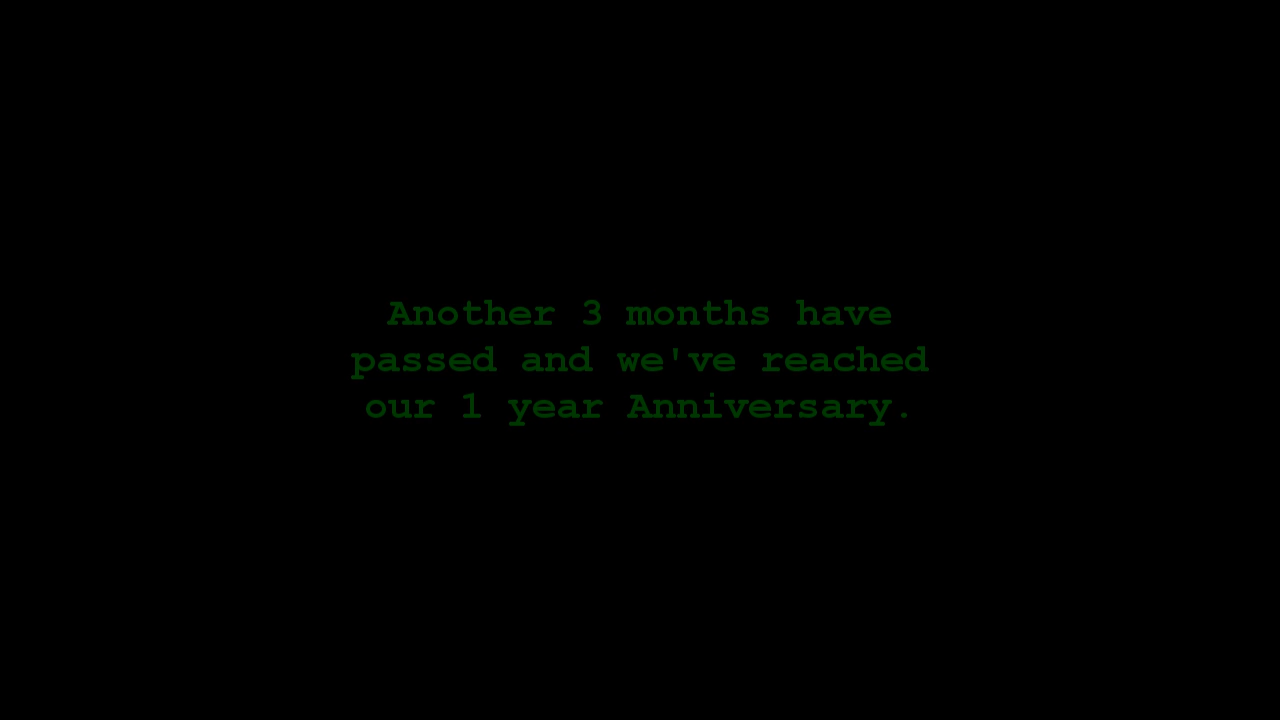 Another 3 months have
passed and we've reached
our 1 year Anniversary.